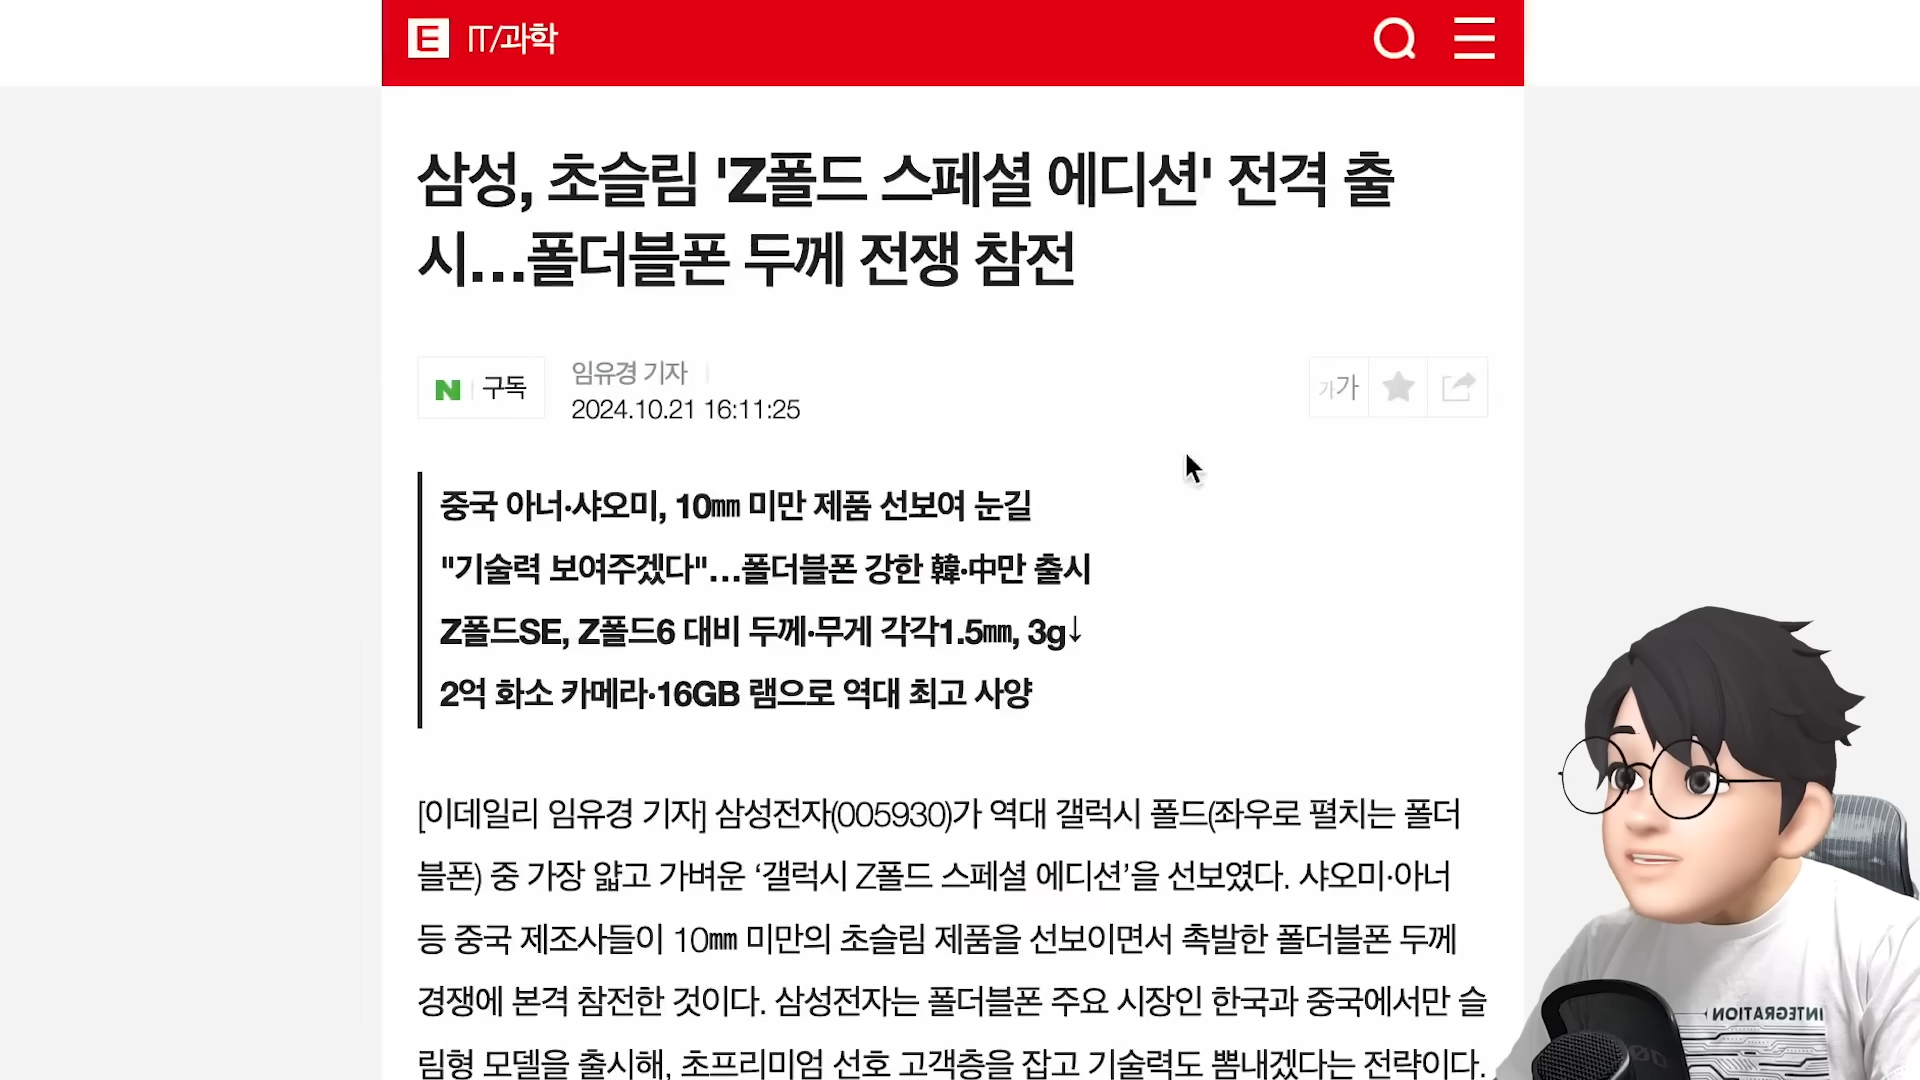 E IT/과학
삼성, 초슬림 'Z폴드 스페셜 에디션' 전격 출
시...폴더블폰 두께 전쟁 참전
N 구독
임유경 기자
2024.10.21 16:11:25
가가
중국 아너·샤오미, 10㎜ 미만 제품 선보여 눈길
"기술력 보여주겠다"...폴더블폰 강한 韓·中만 출시
Z폴드SE, Z폴드6 대비 두께·무게 각각1.5㎜, 3g↓
2억 화소 카메라·16GB 램으로 역대 최고 사양
[이데일리 임유경 기자] 삼성전자(005930)가 역대 갤럭시 폴드(좌우로 펼치는 폴더
블폰) 중 가장 얇고 가벼운 ‘갤럭시 Z폴드 스페셜 에디션’을 선보였다. 샤오미·아너
등 중국 제조사들이 10㎜ 미만의 초슬림 제품을 선보이면서 촉발한 폴더블폰 두께
경쟁에 본격 참전한 것이다. 삼성전자는 폴더블폰 주요 시장인 한국과 중국에서만 슬
림형 모델을 출시해, 초프리미엄 선호 고객층을 잡고 기술력도 뽐내겠다는 전략이다.
INTEGRATION